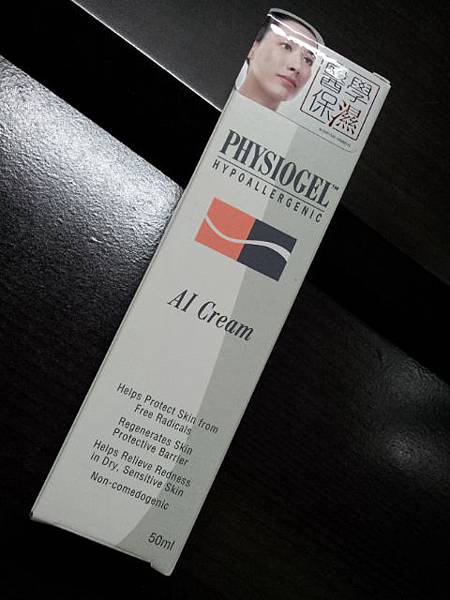 醫學
保濕
PHYSIOGEL™
HYPOALLERGENIC
AI Cream
Helps Protect Skin from
Free Radicals
Regenerates Skin
Protective Barrier
Helps Relieve Redness
in Dry, Sensitive Skin
Non-comedogenic
50ml